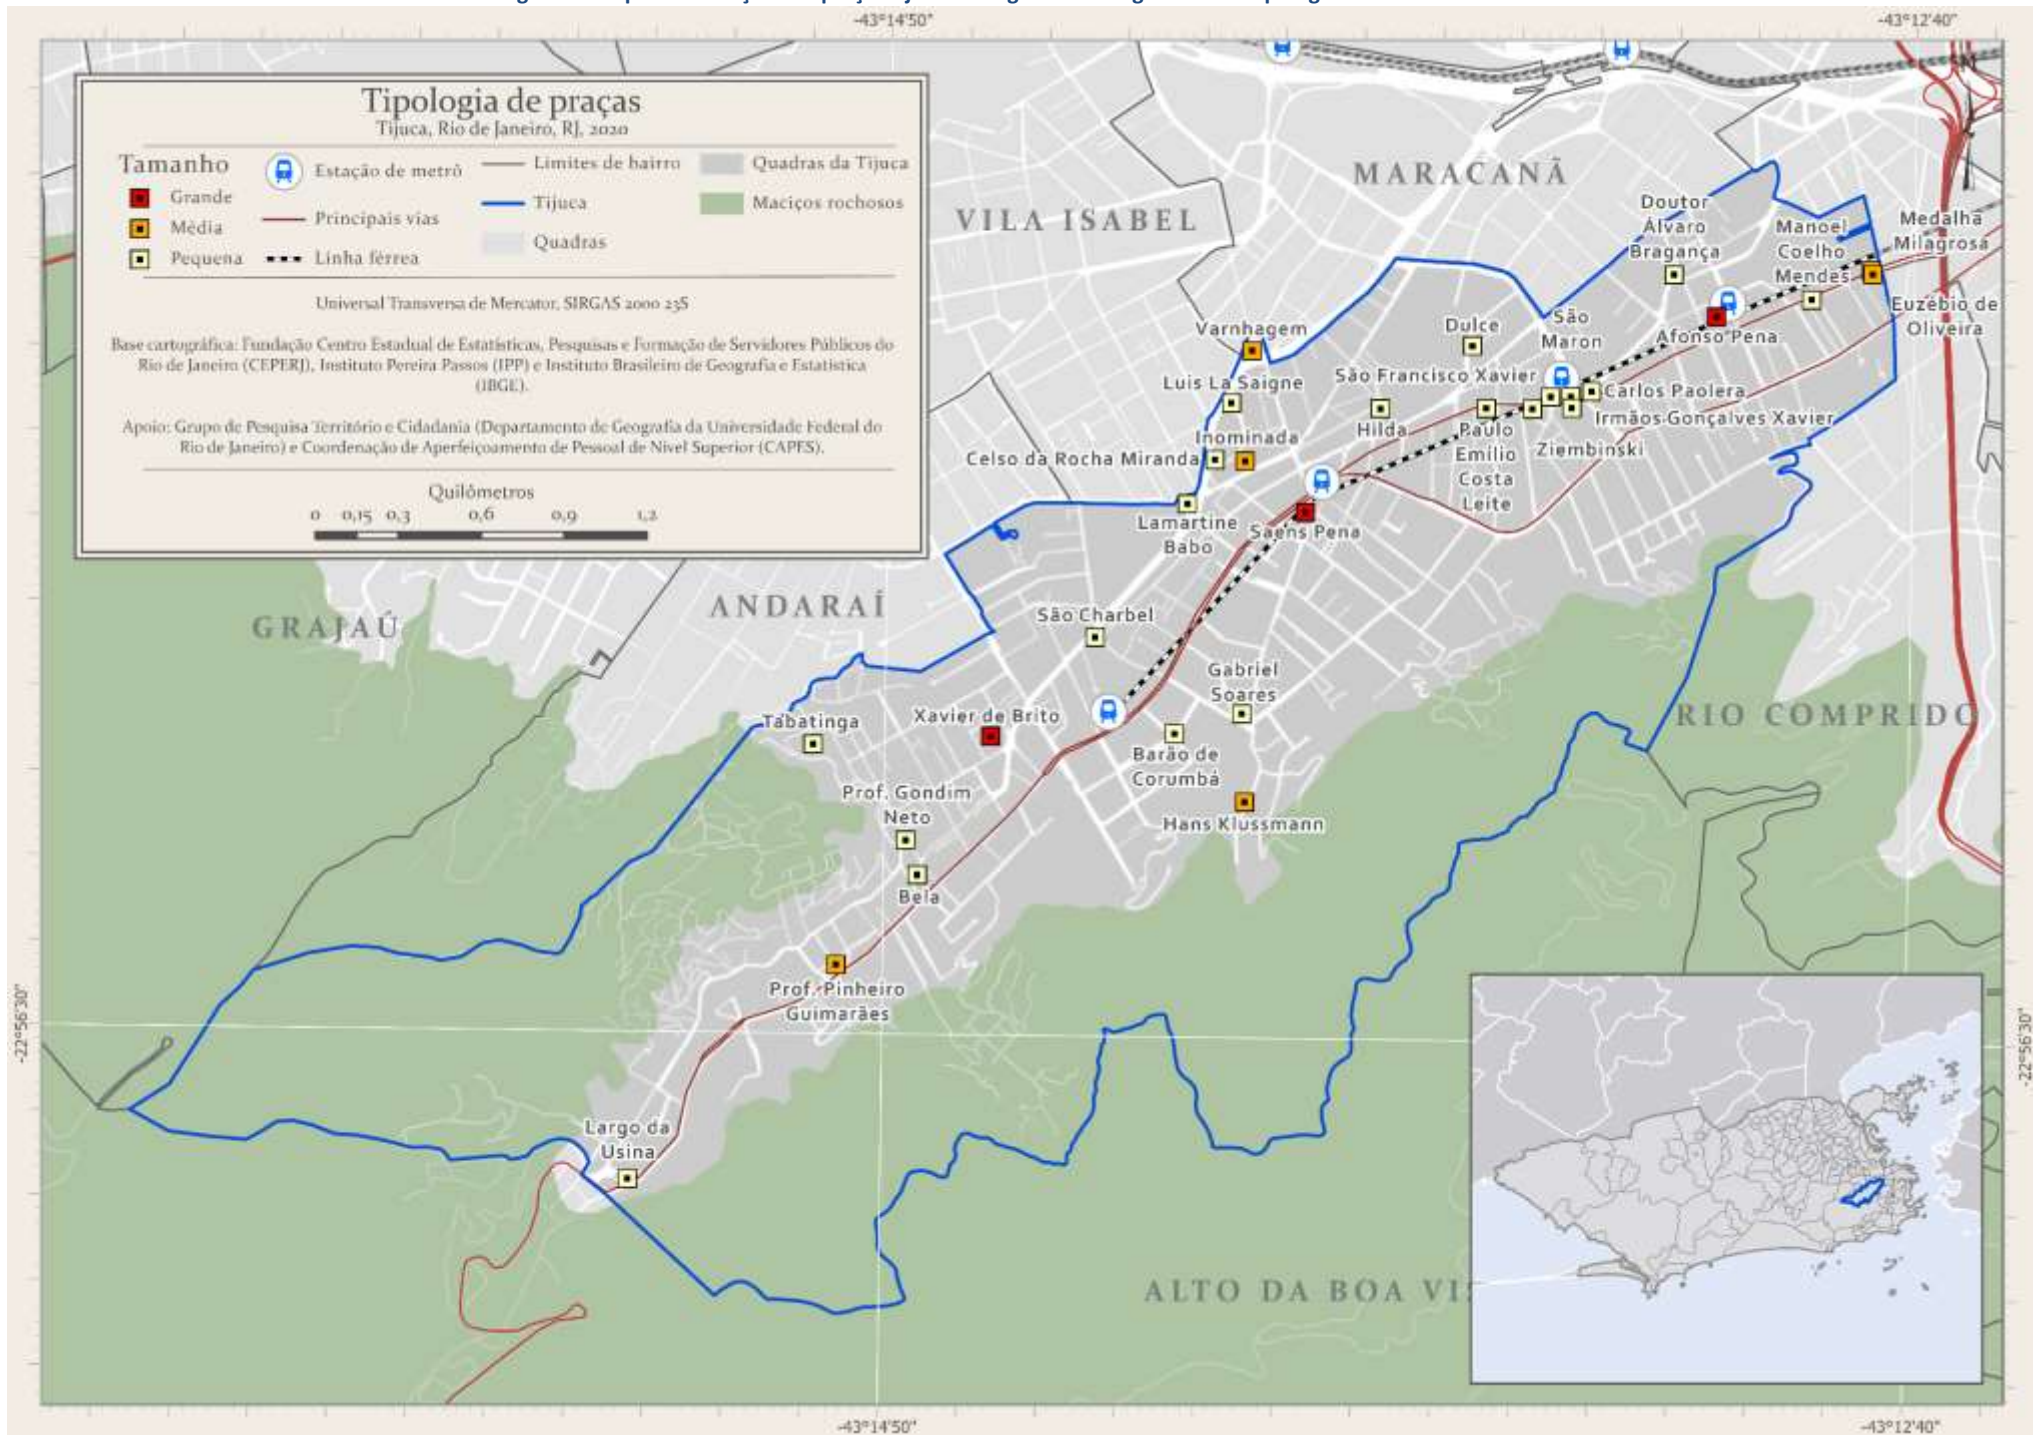 -43°14'50"
-43°12'40"
Tipologia de praças
Tijuca, Rio de Janeiro, RJ, 2020
Tamanho
Grande
Média
Pequena
Estação de metrô
Principais vias
Linha férrea
Limites de bairro
Tijuca
Quadras
Quadras da Tijuca
Maciços rochosos
Universal Transversa de Mercator, SIRGAS 2000 23S
Base cartográfica: Fundação Centro Estadual de Estatísticas, Pesquisas e Formação de Servidores Públicos do
Rio de Janeiro (CEPERJ), Instituto Pereira Passos (IPP) e Instituto Brasileiro de Geografia e Estatística
(IBGE).
Apoio: Grupo de Pesquisa Território e Cidadania (Departamento de Geografia da Universidade Federal do
Rio de Janeiro) e Coordenação de Aperfeiçoamento de Pessoal de Nível Superior (CAPES).
Quilômetros
0 0,15 0,3 0,6 0,9 1,2
MARACANÃ
VILA ISABEL
Doutor
Álvaro
Bragança
Manoel
Coelho
Mendes
Medalha
Milagrosa
Euzébio de
Oliveira
Varnhagem
Dulce
São
Maron
Afonso Pena
Luis La Saigne
São Francisco Xavier
Carlos Paolera
Irmãos Gonçalves Xavier
Inominada
Hilda
Paulo
Emílio
Costa
Leite
Ziembinski
Celso da Rocha Miranda
Lamartine
Babo
Saens Pena
GRAJAÚ
ANDARAÍ
São Charbel
Gabriel
Soares
RIO COMPRIDO
Tabatinga
Xavier de Brito
Barão de
Corumbá
Prof. Gondim
Neto
Hans Klussmann
Bela
Prof. Pinheiro
Guimarães
-22°56'30"
-22°56'30"
Largo da
Usina
ALTO DA BOA VI
-43°14'50"
-43°12'40"